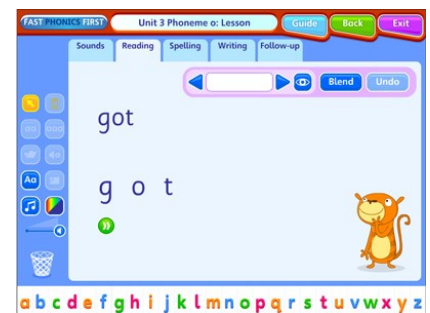 FAST PHONICS FIRST
Unit 3 Phoneme o: Lesson
Guide
Back
Exit
Sounds
Reading
Spelling
Writing
Follow-up
Blend
Undo
got
g o t
Aa
a b c d e f g h i j k l m n o p q r s t u v w x y z